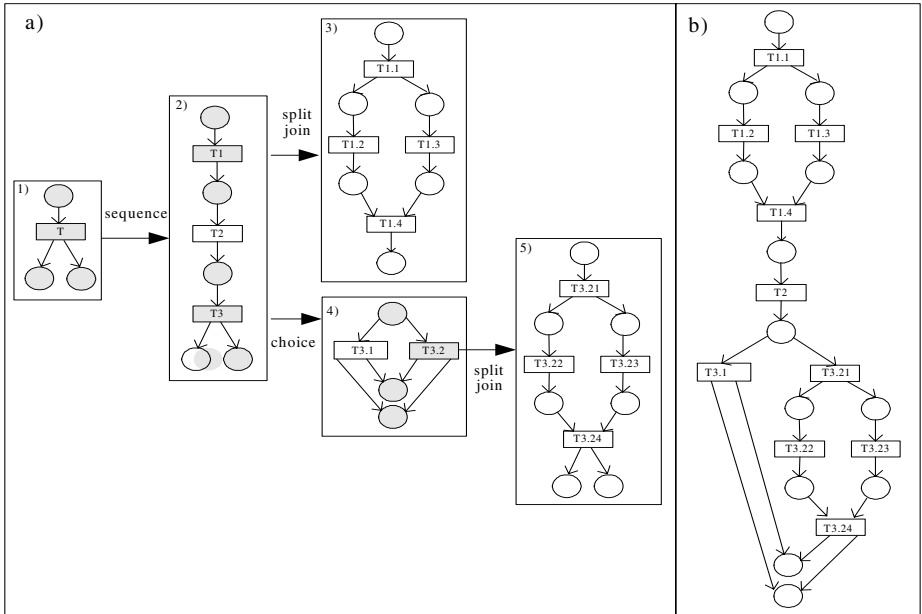 a)
1)
T
sequence
2)
T1
T2
T3
split
join
choice
3)
T1.1
T1.2
T1.3
T1.4
4)
T3.1
T3.2
split
join
5)
T3.21
T3.22
T3.23
T3.24
b)
T1.1
T1.2
T1.3
T1.4
T2
T3.1
T3.21
T3.22
T3.23
T3.24